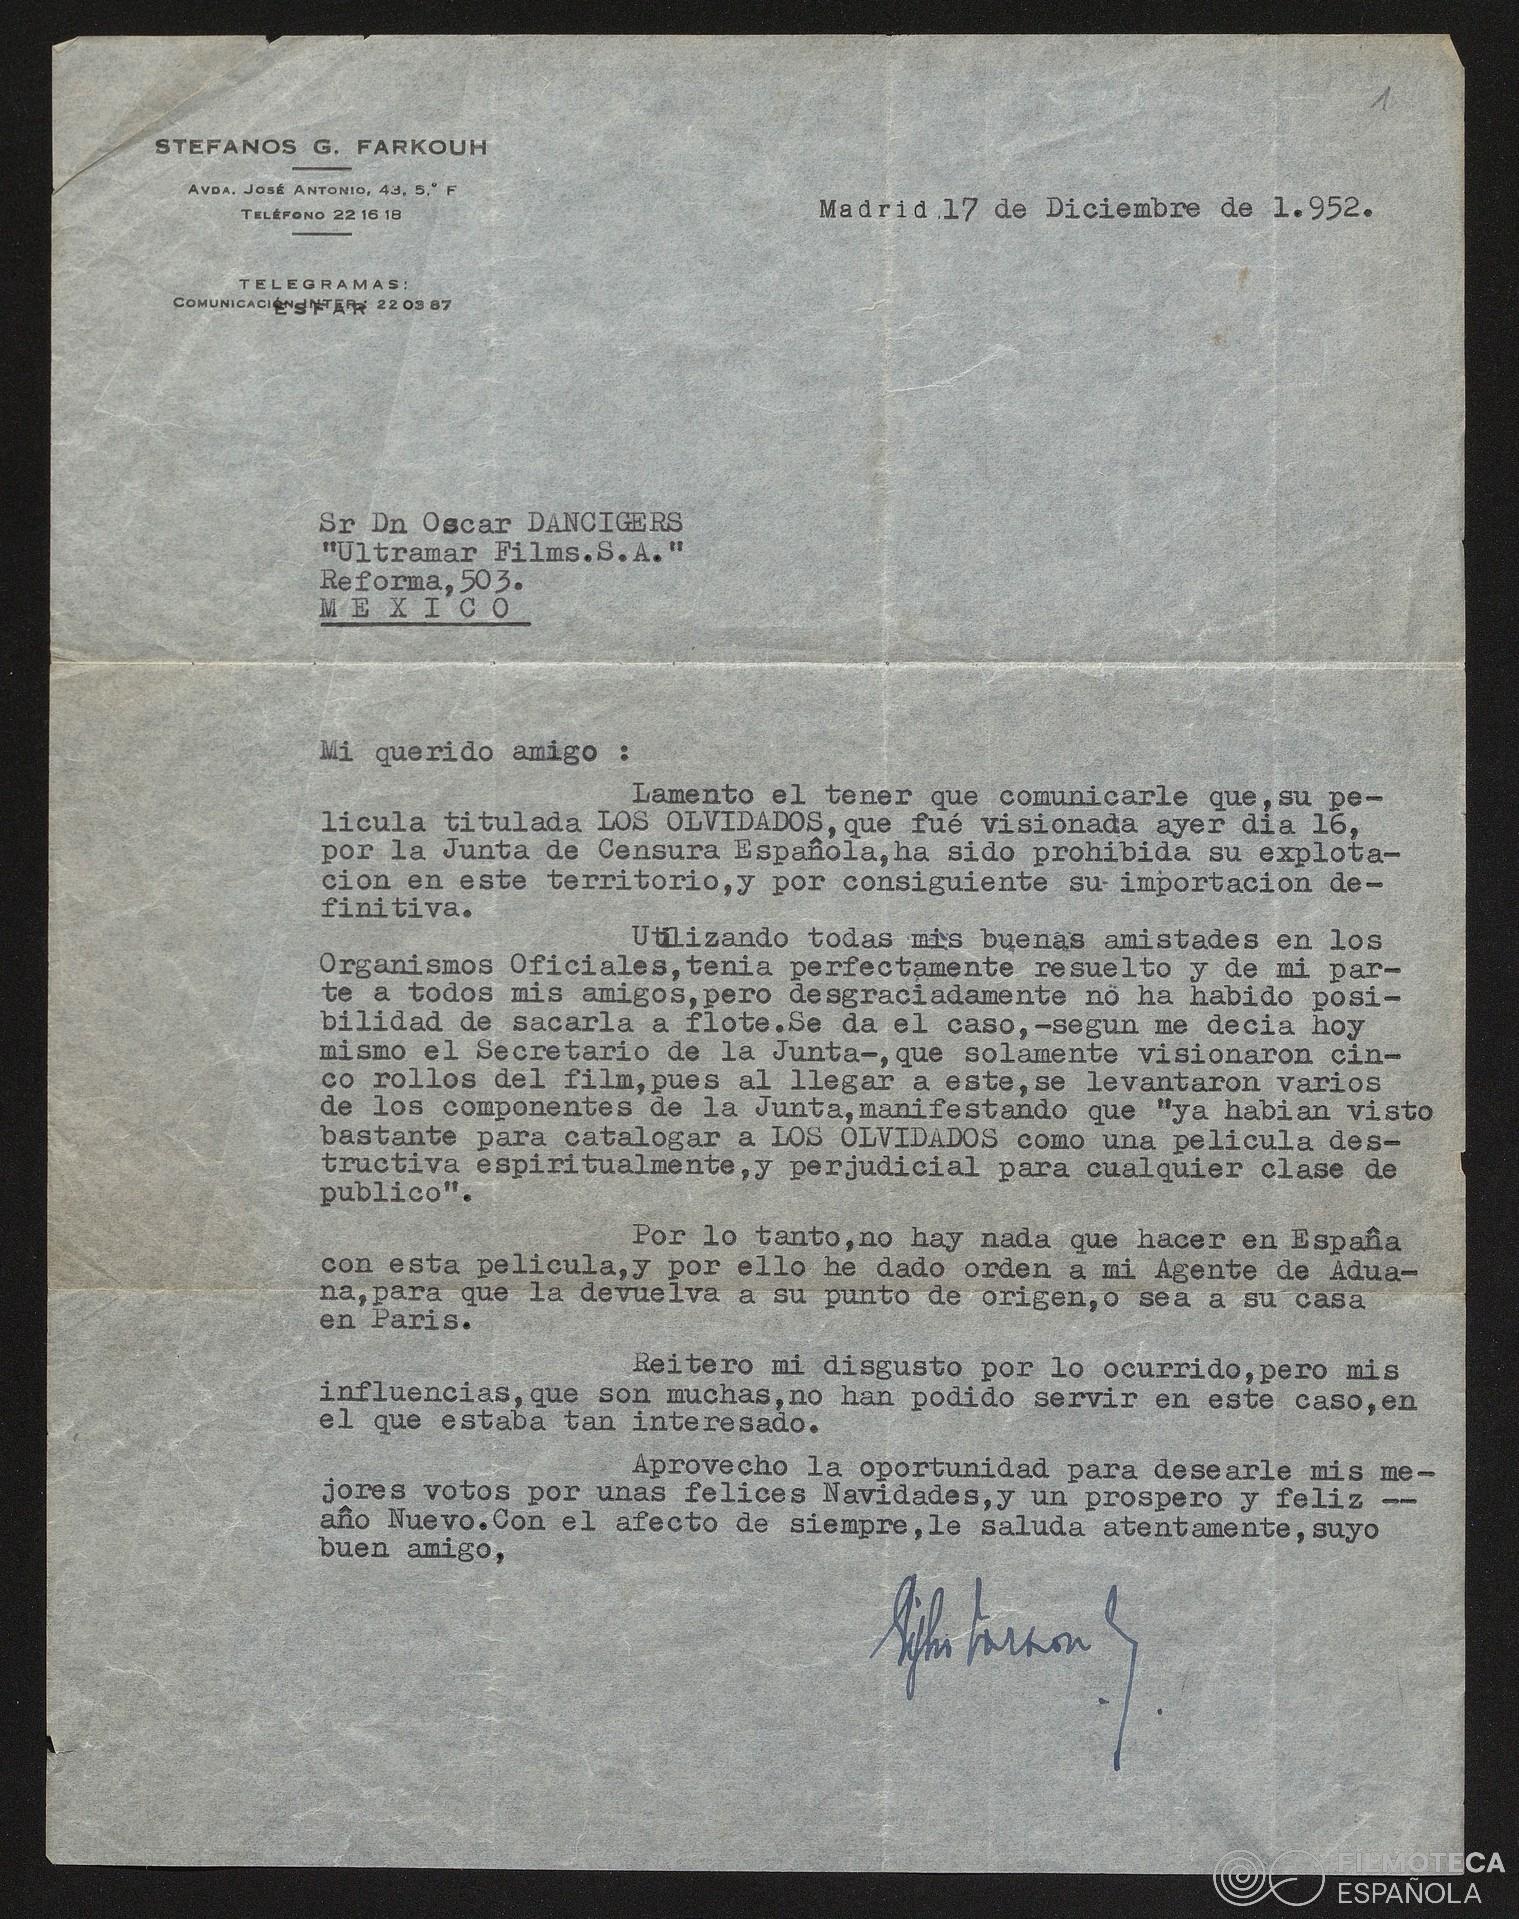 1
STEFANOS G. FARKOUH
AVDA. JOSÉ ANTONIO, 43, 5.º F
TELÉFONO 22 16 18
TELEGRAMAS:
ESFAR
COMUNICACIÓN INTER.: 22 03 87
Madrid 17 de Diciembre de 1.952.
Sr Dn Oscar DANCIGERS
"Ultramar Films.S.A."
Reforma,503.
M E X I C O
Mi querido amigo :
Lamento el tener que comunicarle que,su pe-
licula titulada LOS OLVIDADOS,que fué visionada ayer dia 16,
por la Junta de Censura Española,ha sido prohibida su explota-
cion en este territorio,y por consiguiente su importacion de-
finitiva.
Utilizando todas mis buenas amistades en los
Organismos Oficiales,tenia perfectamente resuelto y de mi par-
te a todos mis amigos,pero desgraciadamente no ha habido posi-
bilidad de sacarla a flote.Se da el caso,-segun me decia hoy
mismo el Secretario de la Junta-,que solamente visionaron cin-
co rollos del film,pues al llegar a este,se levantaron varios
de los componentes de la Junta,manifestando que "ya habian visto
bastante para catalogar a LOS OLVIDADOS como una pelicula des-
tructiva espiritualmente,y perjudicial para cualquier clase de
publico".
Por lo tanto,no hay nada que hacer en España
con esta pelicula,y por ello he dado orden a mi Agente de Adua-
na,para que la devuelva a su punto de origen,o sea a su casa
en Paris.
Reitero mi disgusto por lo ocurrido,pero mis
influencias,que son muchas,no han podido servir en este caso,en
el que estaba tan interesado.
Aprovecho la oportunidad para desearle mis me-
jores votos por unas felices Navidades,y un prospero y feliz --
año Nuevo.Con el afecto de siempre,le saluda atentamente,suyo
buen amigo,
FILMOTECA
ESPAÑOLA